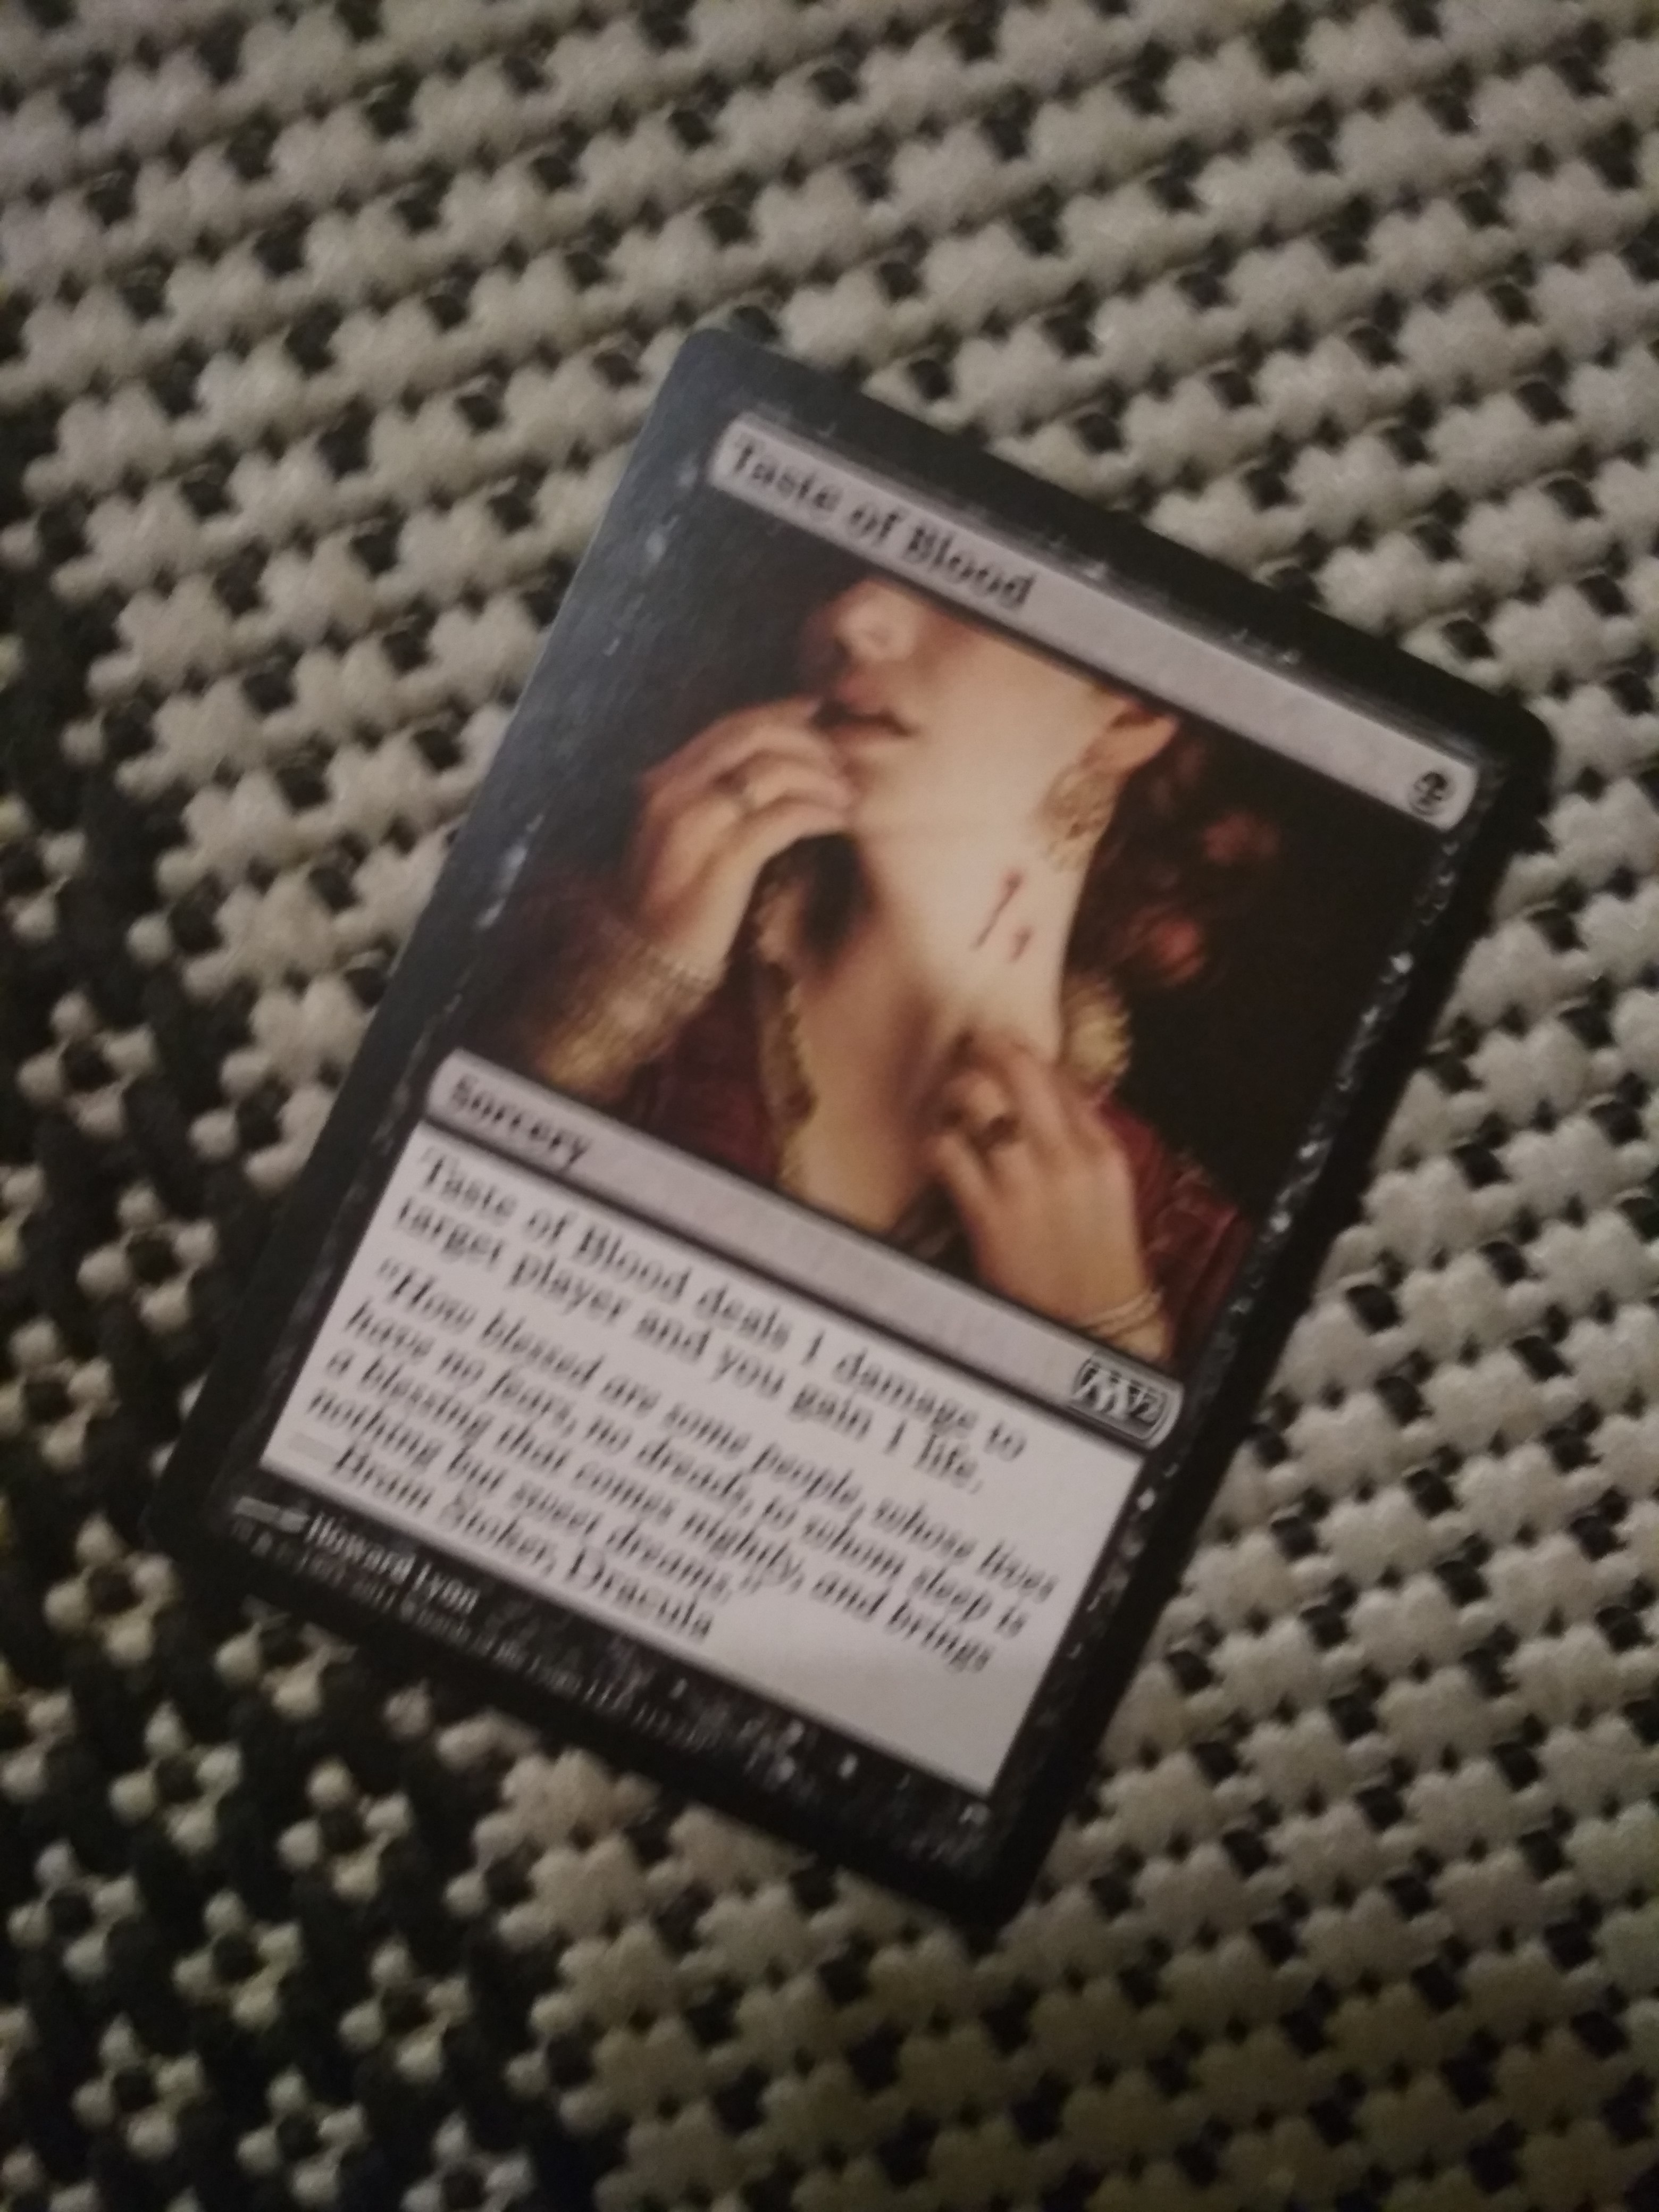 Taste of Blood
Sorcery
M12
Taste of Blood deals 1 damage to
target player and you gain 1 life.
"How blessed are some people, whose lives
have no fears, no dreads, to whom sleep is
a blessing that comes nightly, and brings
nothing but sweet dreams."
—Bram Stoker, Dracula
Howard Lyon